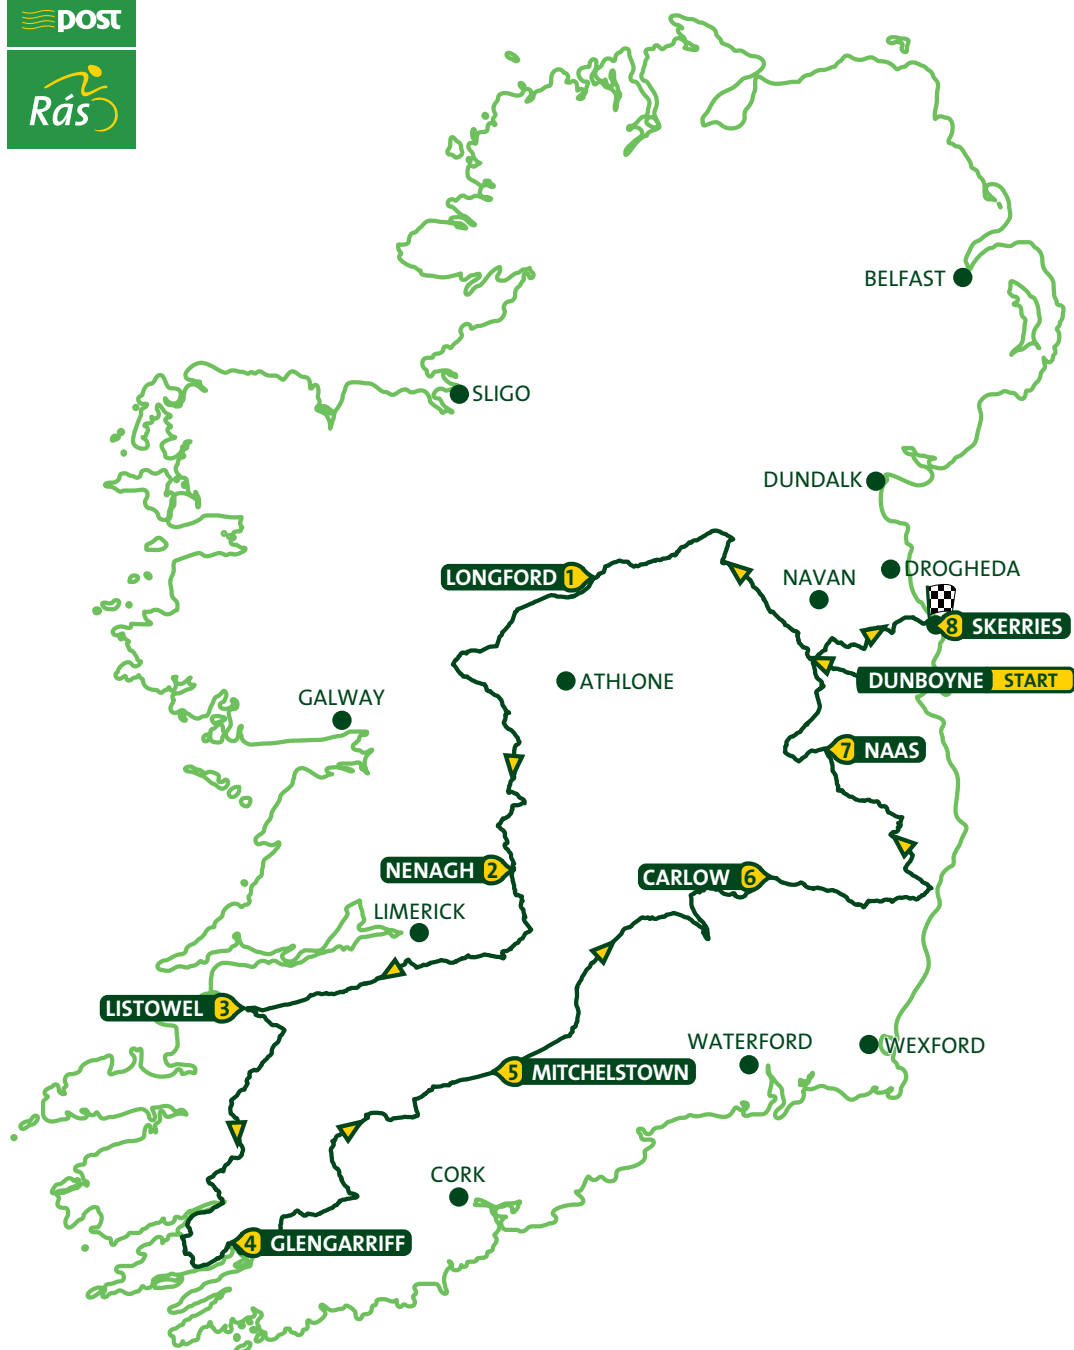 post
Rás
BELFAST
SLIGO
DUNDALK
DROGHEDA
LONGFORD 1
NAVAN
8 SKERRIES
ATHLONE
DUNBOYNE START
GALWAY
7 NAAS
NENAGH 2
CARLOW 6
LIMERICK
LISTOWEL 3
WATERFORD
WEXFORD
5 MITCHELSTOWN
CORK
4 GLENGARRIFF